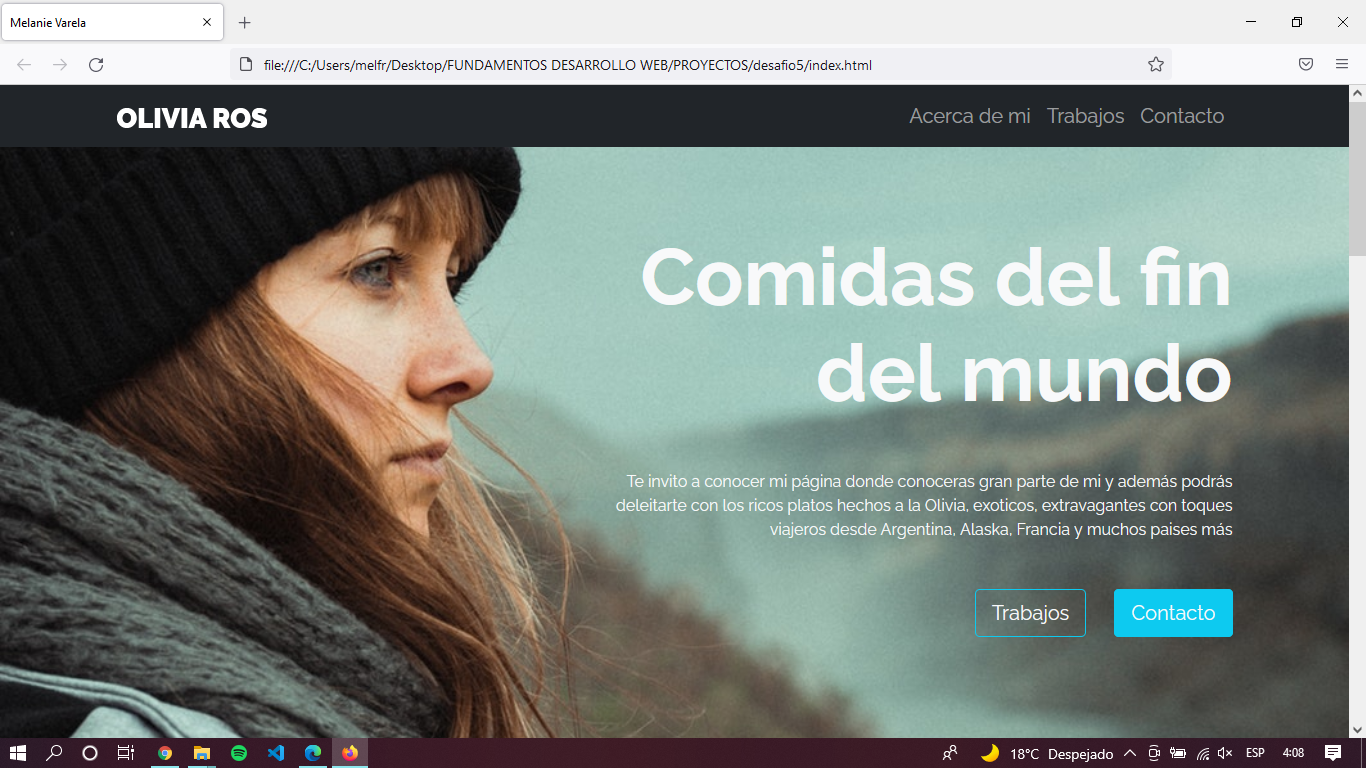 Melanie Varela
file:///C:/Users/melfr/Desktop/FUNDAMENTOS DESARROLLO WEB/PROYECTOS/desafio5/index.html
OLIVIA ROS
Acerca de mi Trabajos Contacto
Comidas del fin
del mundo
Te invito a conocer mi página donde conoceras gran parte de mi y además podrás
deleitarte con los ricos platos hechos a la Olivia, exoticos, extravagantes con toques
viajeros desde Argentina, Alaska, Francia y muchos paises más
Trabajos Contacto
18°C Despejado ESP 4:08